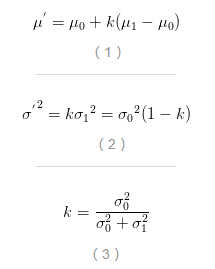 μ′ = μ₀ + k(μ₁ − μ₀)
(1)
σ′² = kσ₁² = σ₀²(1 − k)
(2)
k = σ₀² / (σ₀² + σ₁²)
(3)